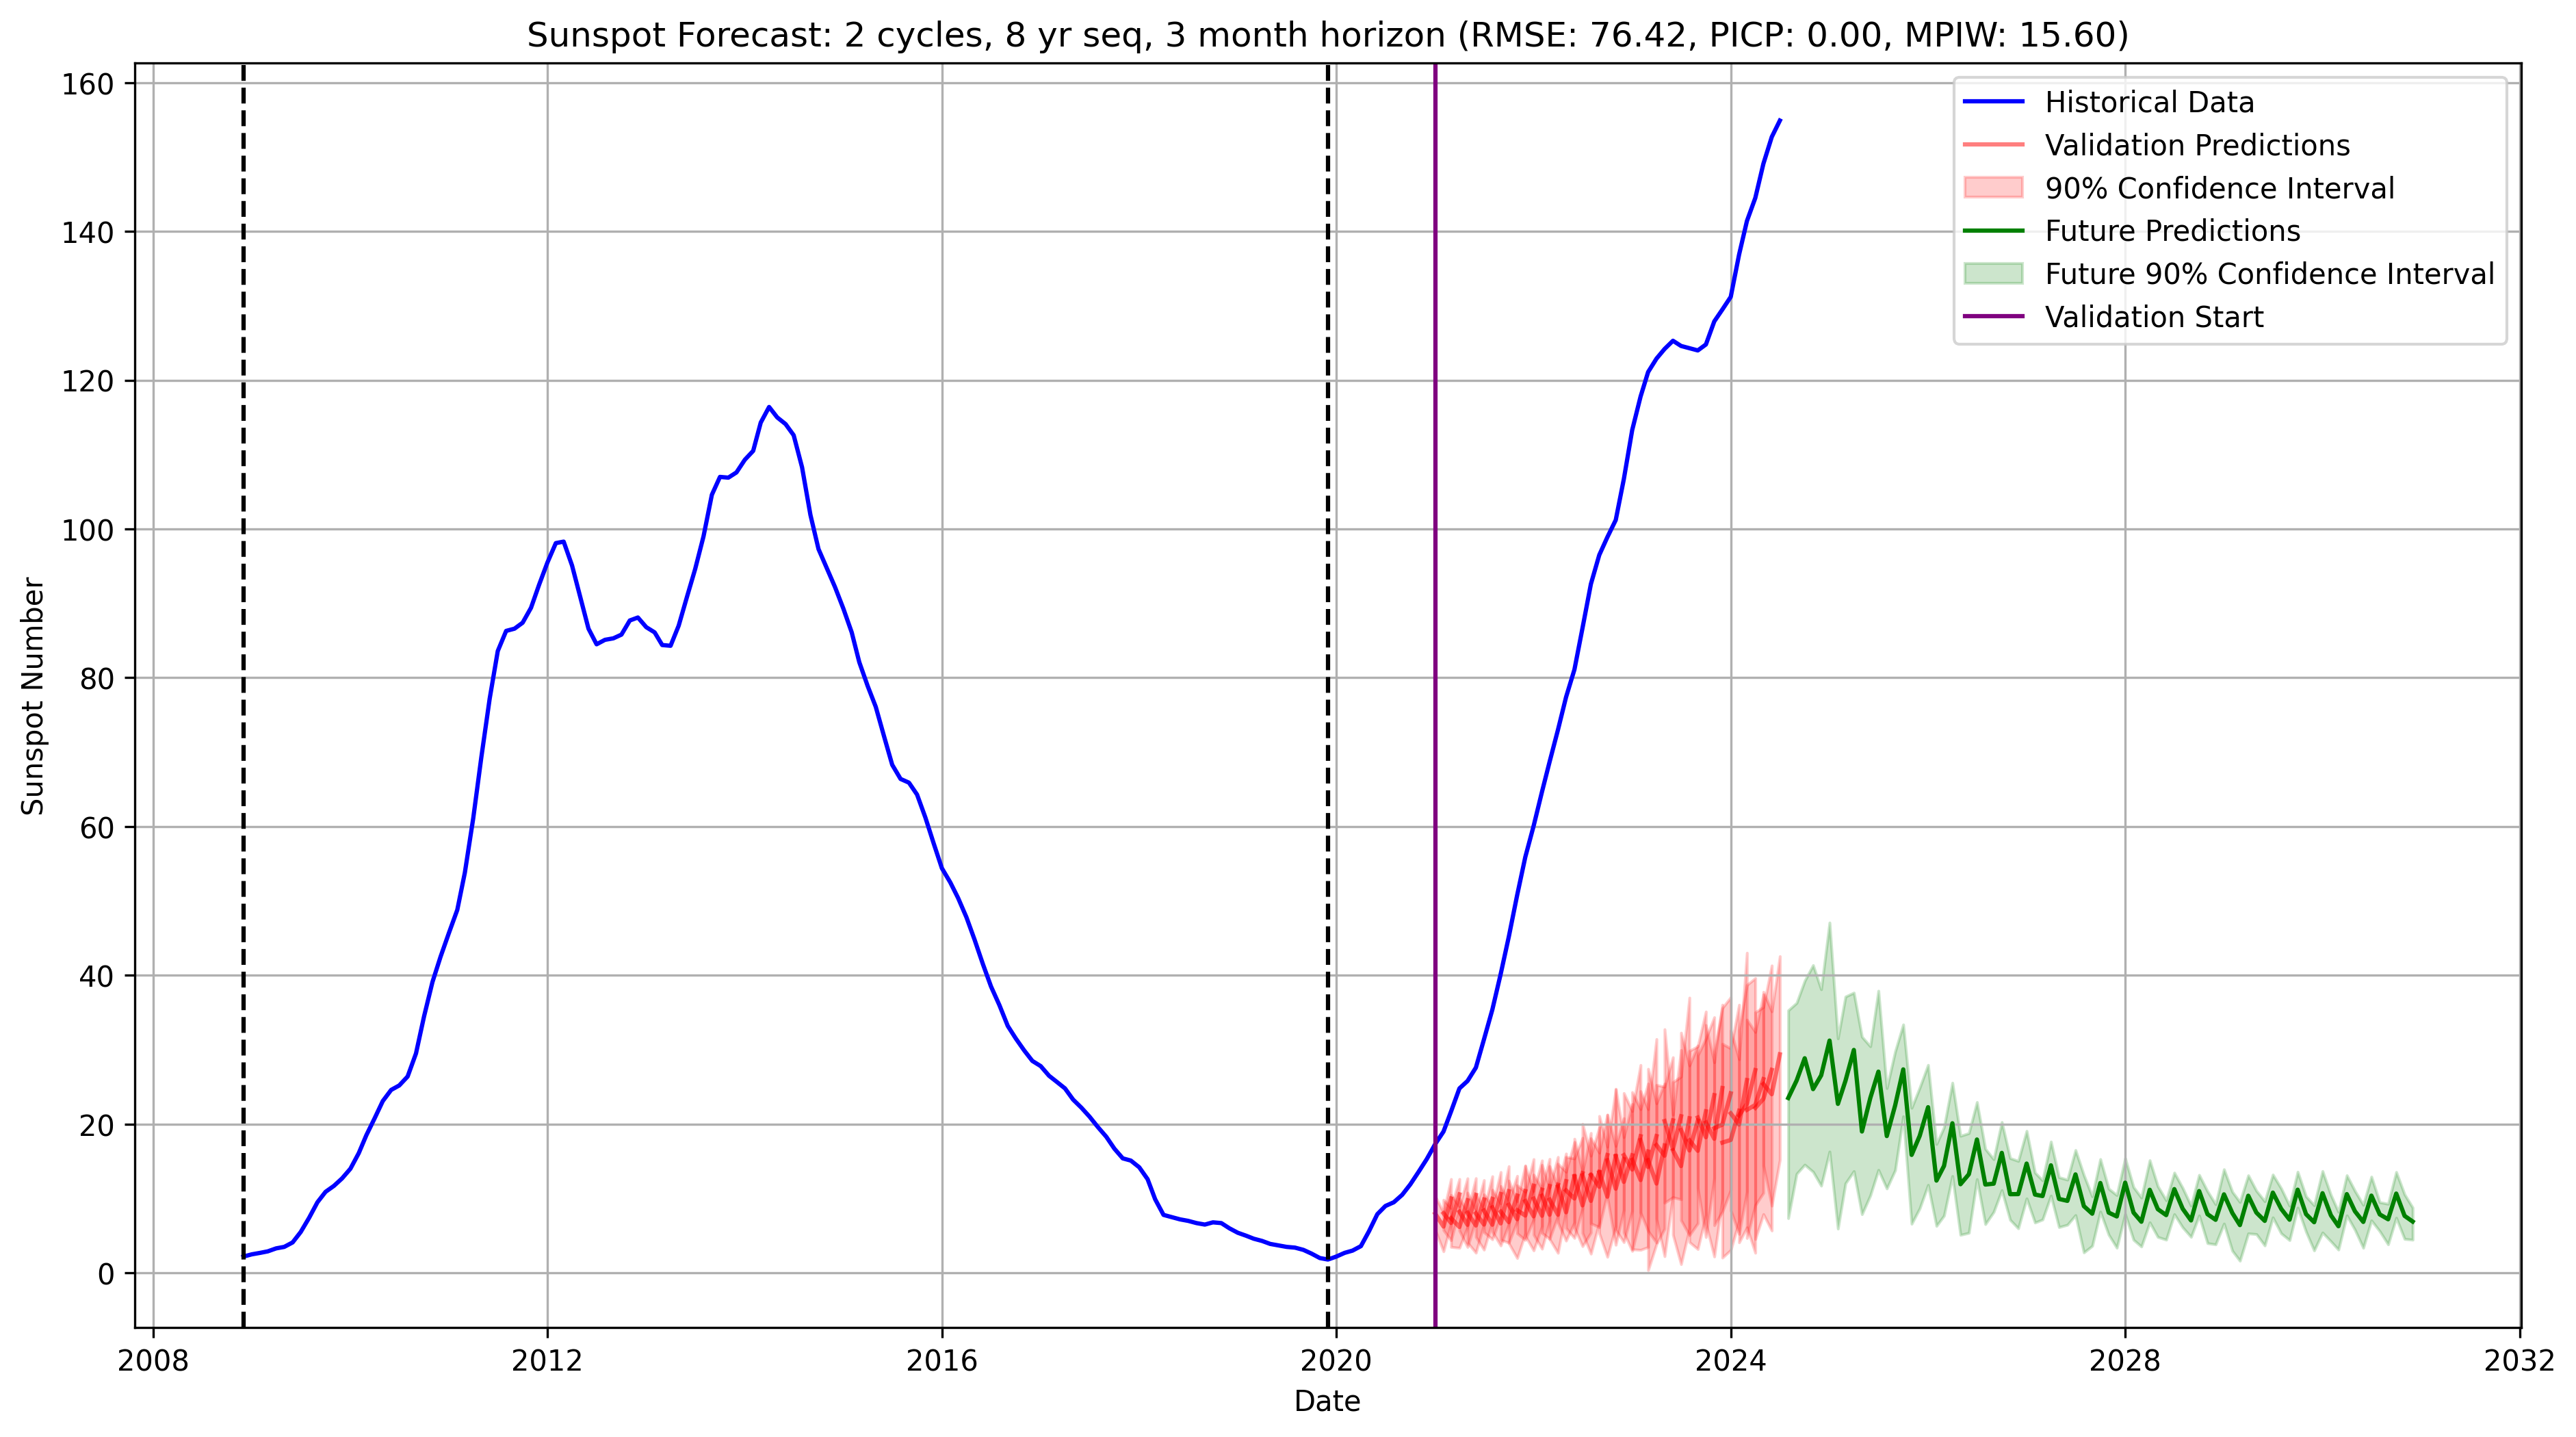 Sunspot Forecast: 2 cycles, 8 yr seq, 3 month horizon (RMSE: 76.42, PICP: 0.00, MPIW: 15.60)
Historical Data
Validation Predictions
90% Confidence Interval
Future Predictions
Future 90% Confidence Interval
Validation Start
Sunspot Number
160
140
120
100
80
60
40
20
0
2008 2012 2016 2020 2024 2028 2032
Date